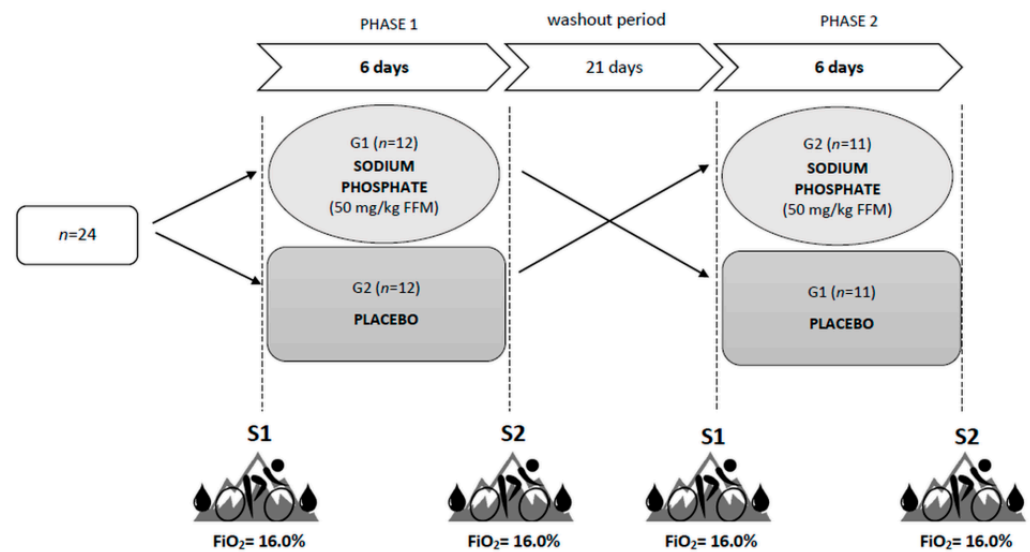 PHASE 1
washout period
PHASE 2
6 days
21 days
6 days
n=24
G1 (n=12)
SODIUM
PHOSPHATE
(50 mg/kg FFM)
G2 (n=12)
PLACEBO
G2 (n=11)
SODIUM
PHOSPHATE
(50 mg/kg FFM)
G1 (n=11)
PLACEBO
S1
S2
S1
S2
FiO₂= 16.0%
FiO₂= 16.0%
FiO₂= 16.0%
FiO₂= 16.0%